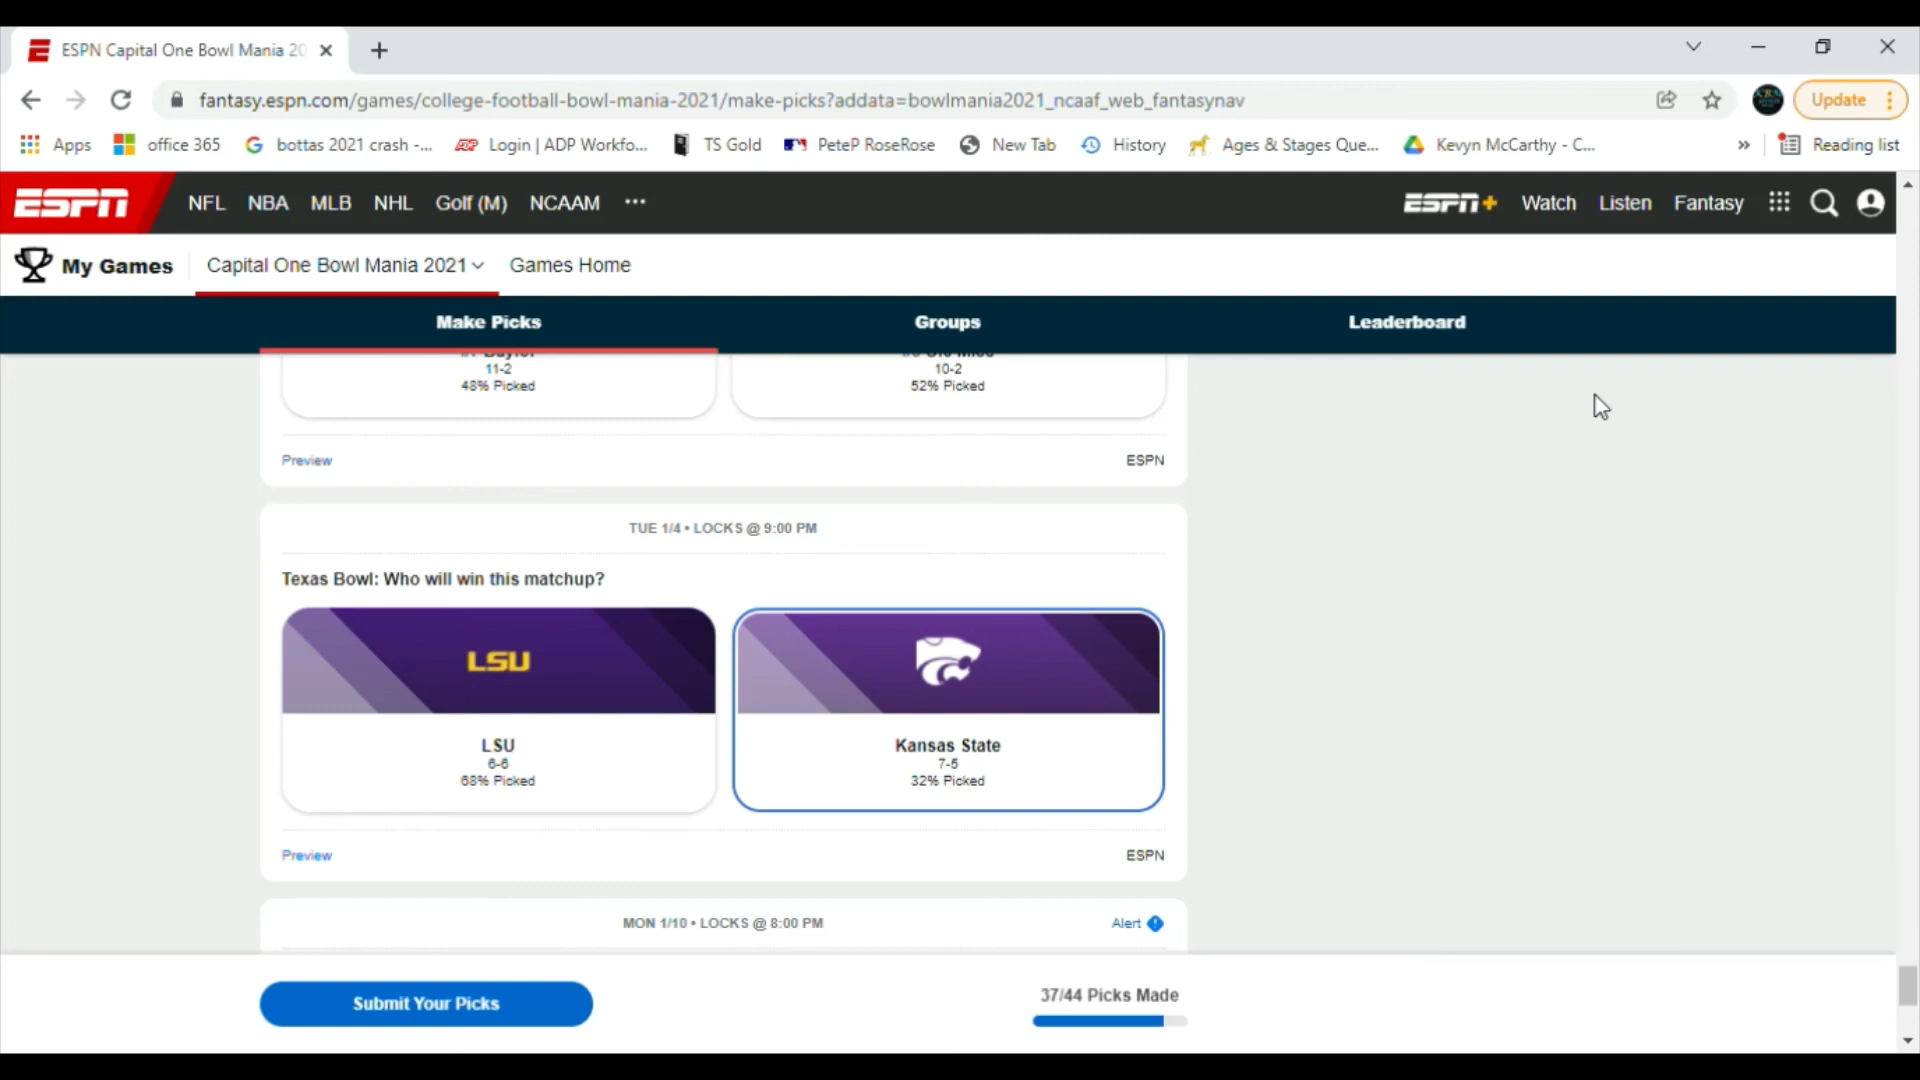 ESPN Capital One Bowl Mania 20
fantasy.espn.com/games/college-football-bowl-mania-2021/make-picks?addata=bowlmania2021_ncaaf_web_fantasynav
Update
Apps office 365 bottas 2021 crash -... ADP Login | ADP Workfo... TS Gold PeteP RoseRose New Tab History Ages & Stages Que... Kevyn McCarthy - C... » Reading list
ESPN NFL NBA MLB NHL Golf (M) NCAAM ESPN+ Watch Listen Fantasy
My Games Capital One Bowl Mania 2021 Games Home
Make Picks Groups Leaderboard
11-2 10-2
48% Picked 52% Picked
Preview ESPN
TUE 1/4 • LOCKS @ 9:00 PM
Texas Bowl: Who will win this matchup?
LSU
LSU Kansas State
6-6 7-5
68% Picked 32% Picked
Preview ESPN
MON 1/10 • LOCKS @ 8:00 PM Alert
Submit Your Picks 37/44 Picks Made